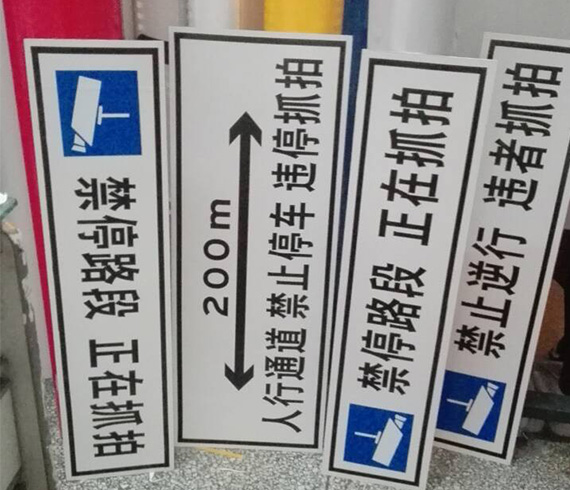 禁停路段 正在抓拍
200m
人行通道 禁止停车 违停抓拍
禁停路段 正在抓拍
禁止逆行 违者抓拍